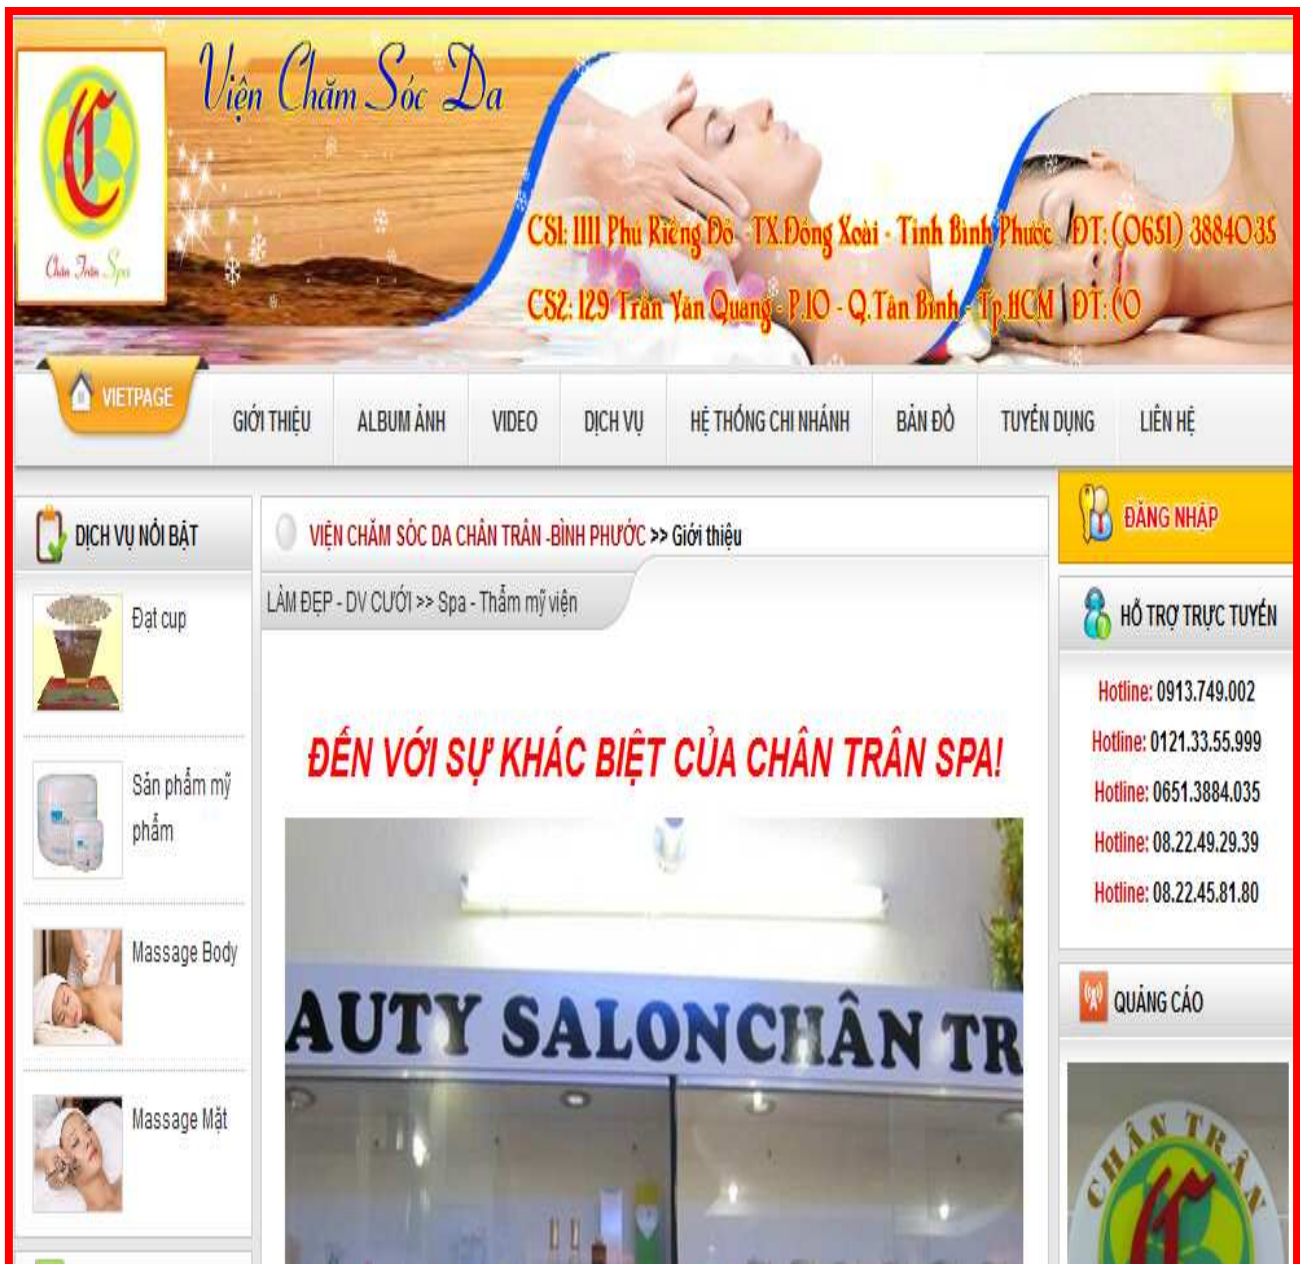 Viện Chăm Sóc Da
Chân Trân Spa
CS1: 1111 Phú Riềng Đỏ - TX.Đồng Xoài - Tỉnh Bình Phước ĐT: (0651) 3884035
CS2: 129 Trần Văn Quang - P.10 - Q.Tân Bình - Tp.HCM ĐT: (0
VIETPAGE
GIỚI THIỆU
ALBUM ẢNH
VIDEO
DỊCH VỤ
HỆ THỐNG CHI NHÁNH
BẢN ĐỒ
TUYỂN DỤNG
LIÊN HỆ
DỊCH VỤ NỔI BẬT
Đạt cup
Sản phẩm mỹ
phẩm
Massage Body
Massage Mặt
VIỆN CHĂM SÓC DA CHÂN TRÂN -BÌNH PHƯỚC >> Giới thiệu
LÀM ĐẸP - DV CƯỚI >> Spa - Thẩm mỹ viện
ĐẾN VỚI SỰ KHÁC BIỆT CỦA CHÂN TRÂN SPA!
AUTY SALONCHÂN TR
ĐĂNG NHẬP
HỖ TRỢ TRỰC TUYẾN
Hotline: 0913.749.002
Hotline: 0121.33.55.999
Hotline: 0651.3884.035
Hotline: 08.22.49.29.39
Hotline: 08.22.45.81.80
QUẢNG CÁO
CHÂN TRÂN